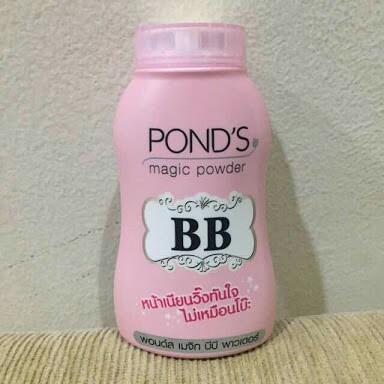 POND'S
magic powder
BB
หน้าเนียนวิ๊งทันใจ
ไม่เหมือนโบ๊ะ
พอนด์ส เมจิก บีบี พาวเดอร์